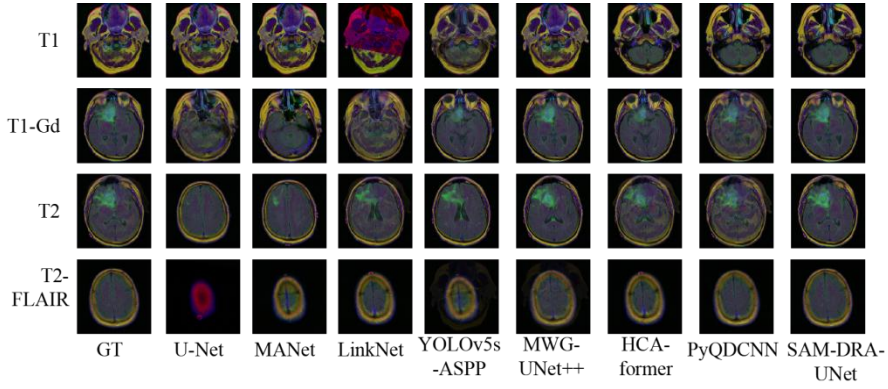 T1
T1-Gd
T2
T2-
FLAIR
GT
U-Net
MANet
LinkNet
YOLOv5s
-ASPP
MWG-
UNet++
HCA-
former
PyQDCNN
SAM-DRA-
UNet